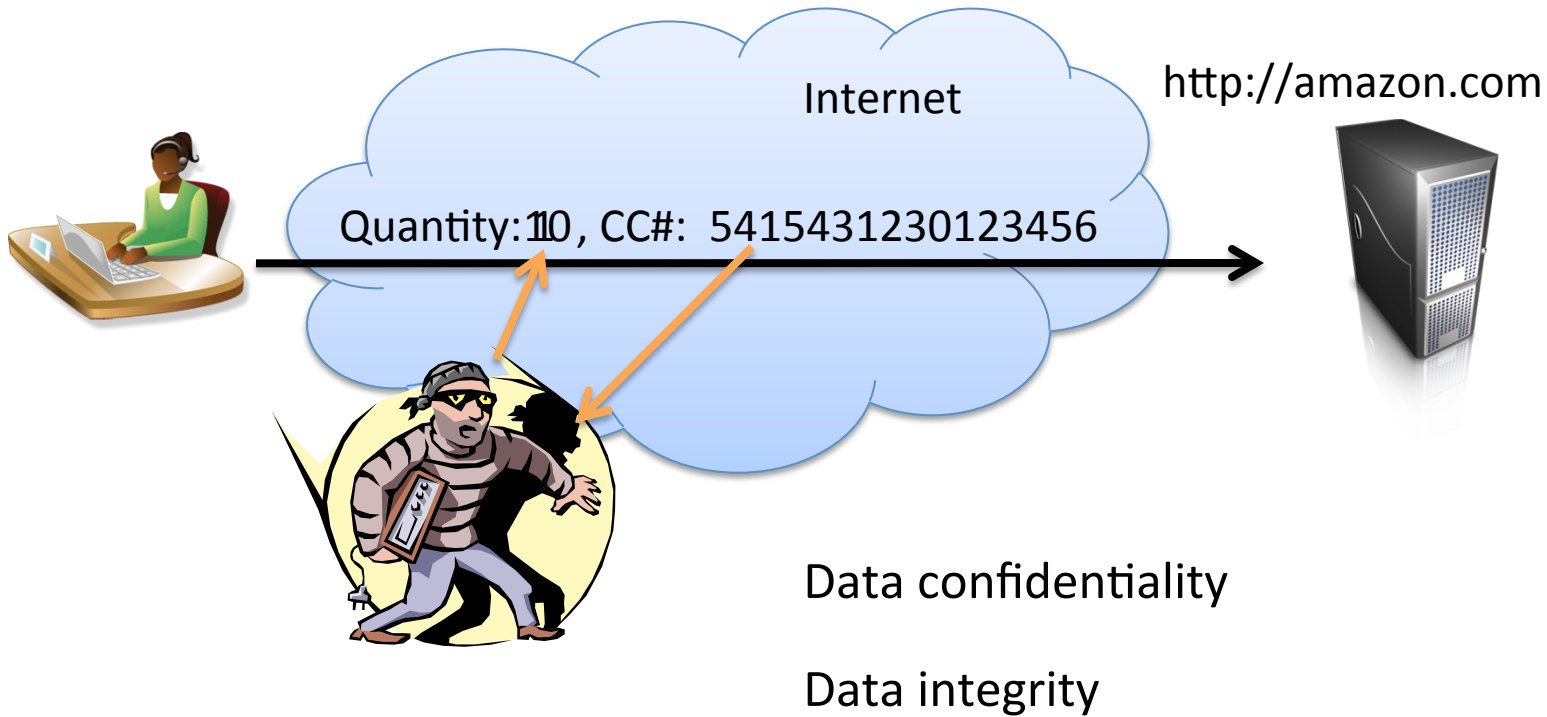 Internet
http://amazon.com
Quantity: , CC#: 5415431230123456
Data confidentiality
Data integrity